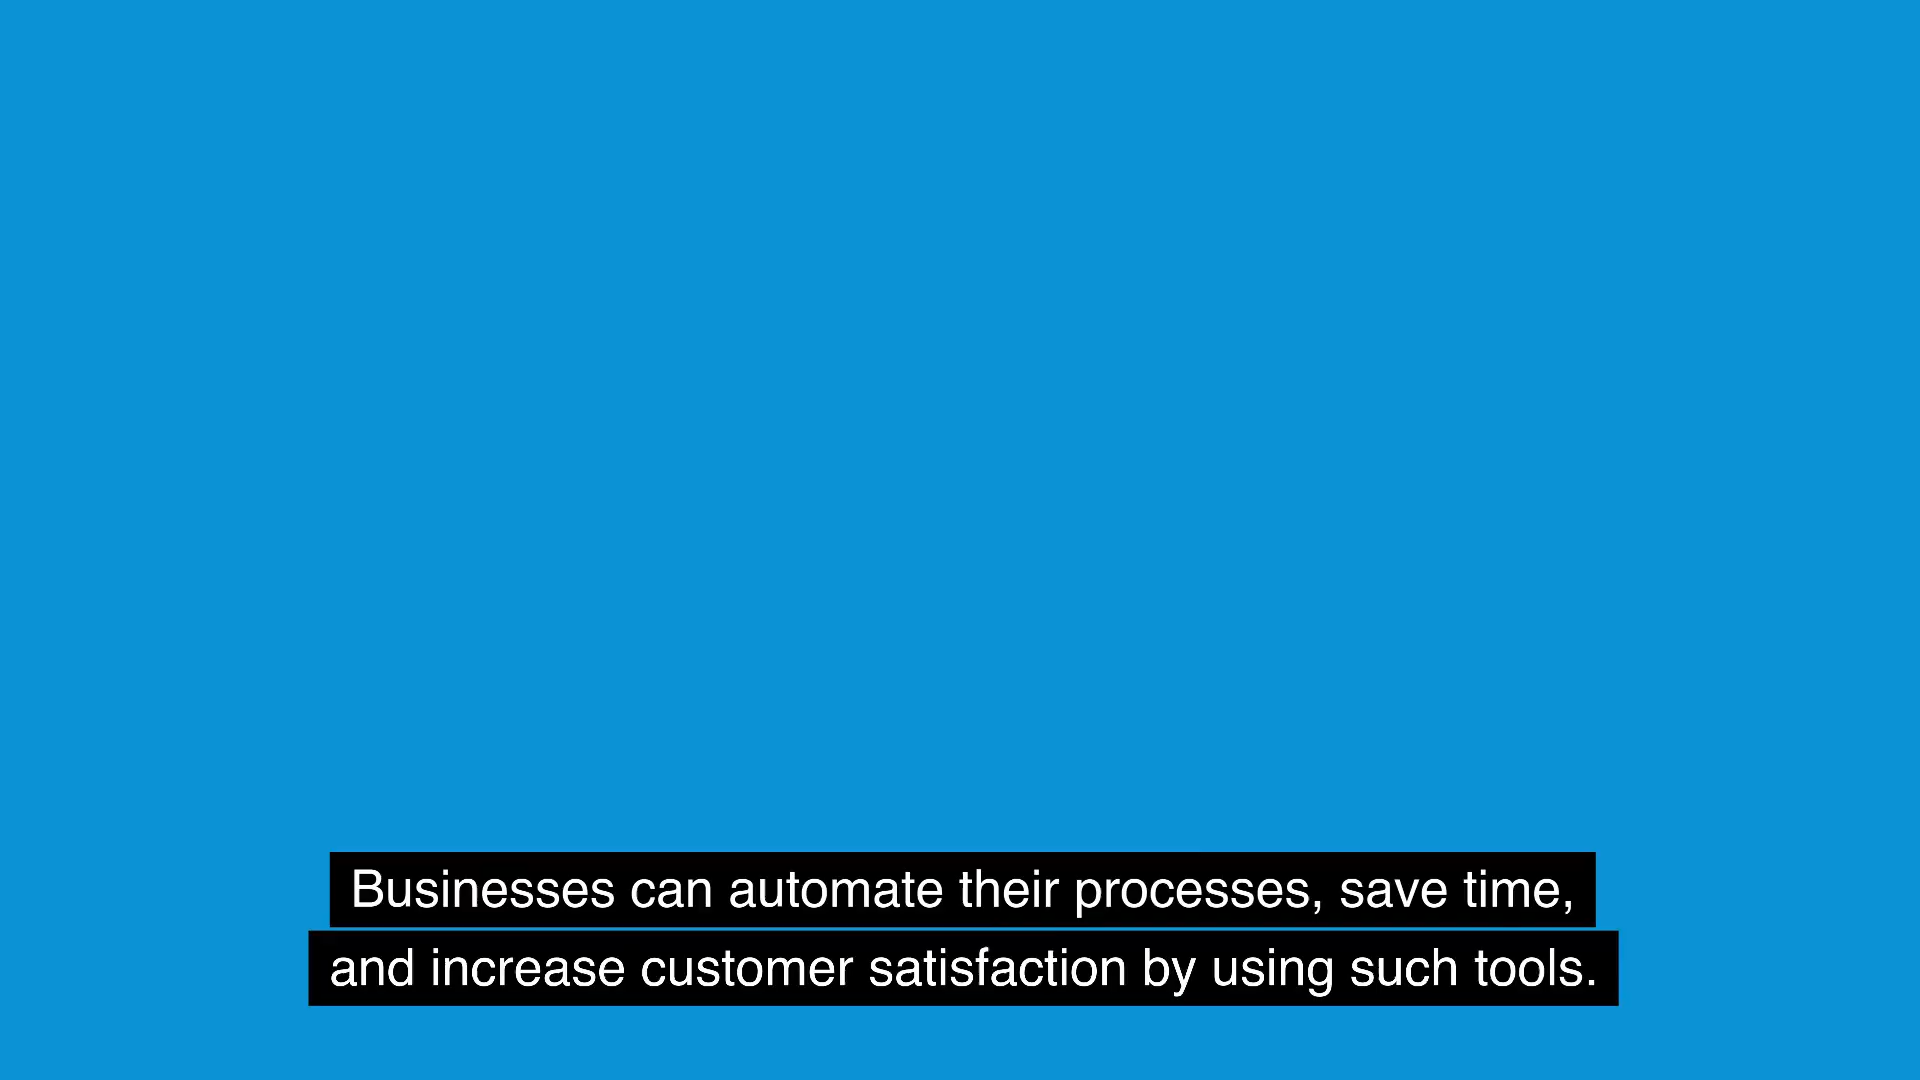 Businesses can automate their processes, save time,
and increase customer satisfaction by using such tools.